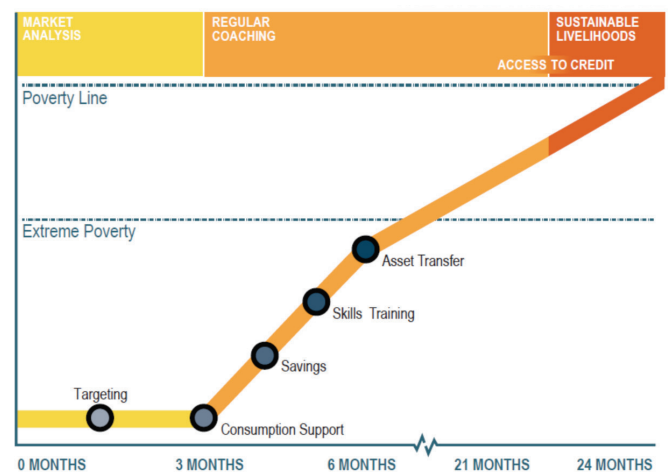 MARKET
ANALYSIS
REGULAR
COACHING
SUSTAINABLE
LIVELIHOODS
ACCESS TO CREDIT
Poverty Line
Extreme Poverty
Asset Transfer
Skills Training
Savings
Targeting
Consumption Support
0 MONTHS
3 MONTHS
6 MONTHS
21 MONTHS
24 MONTHS